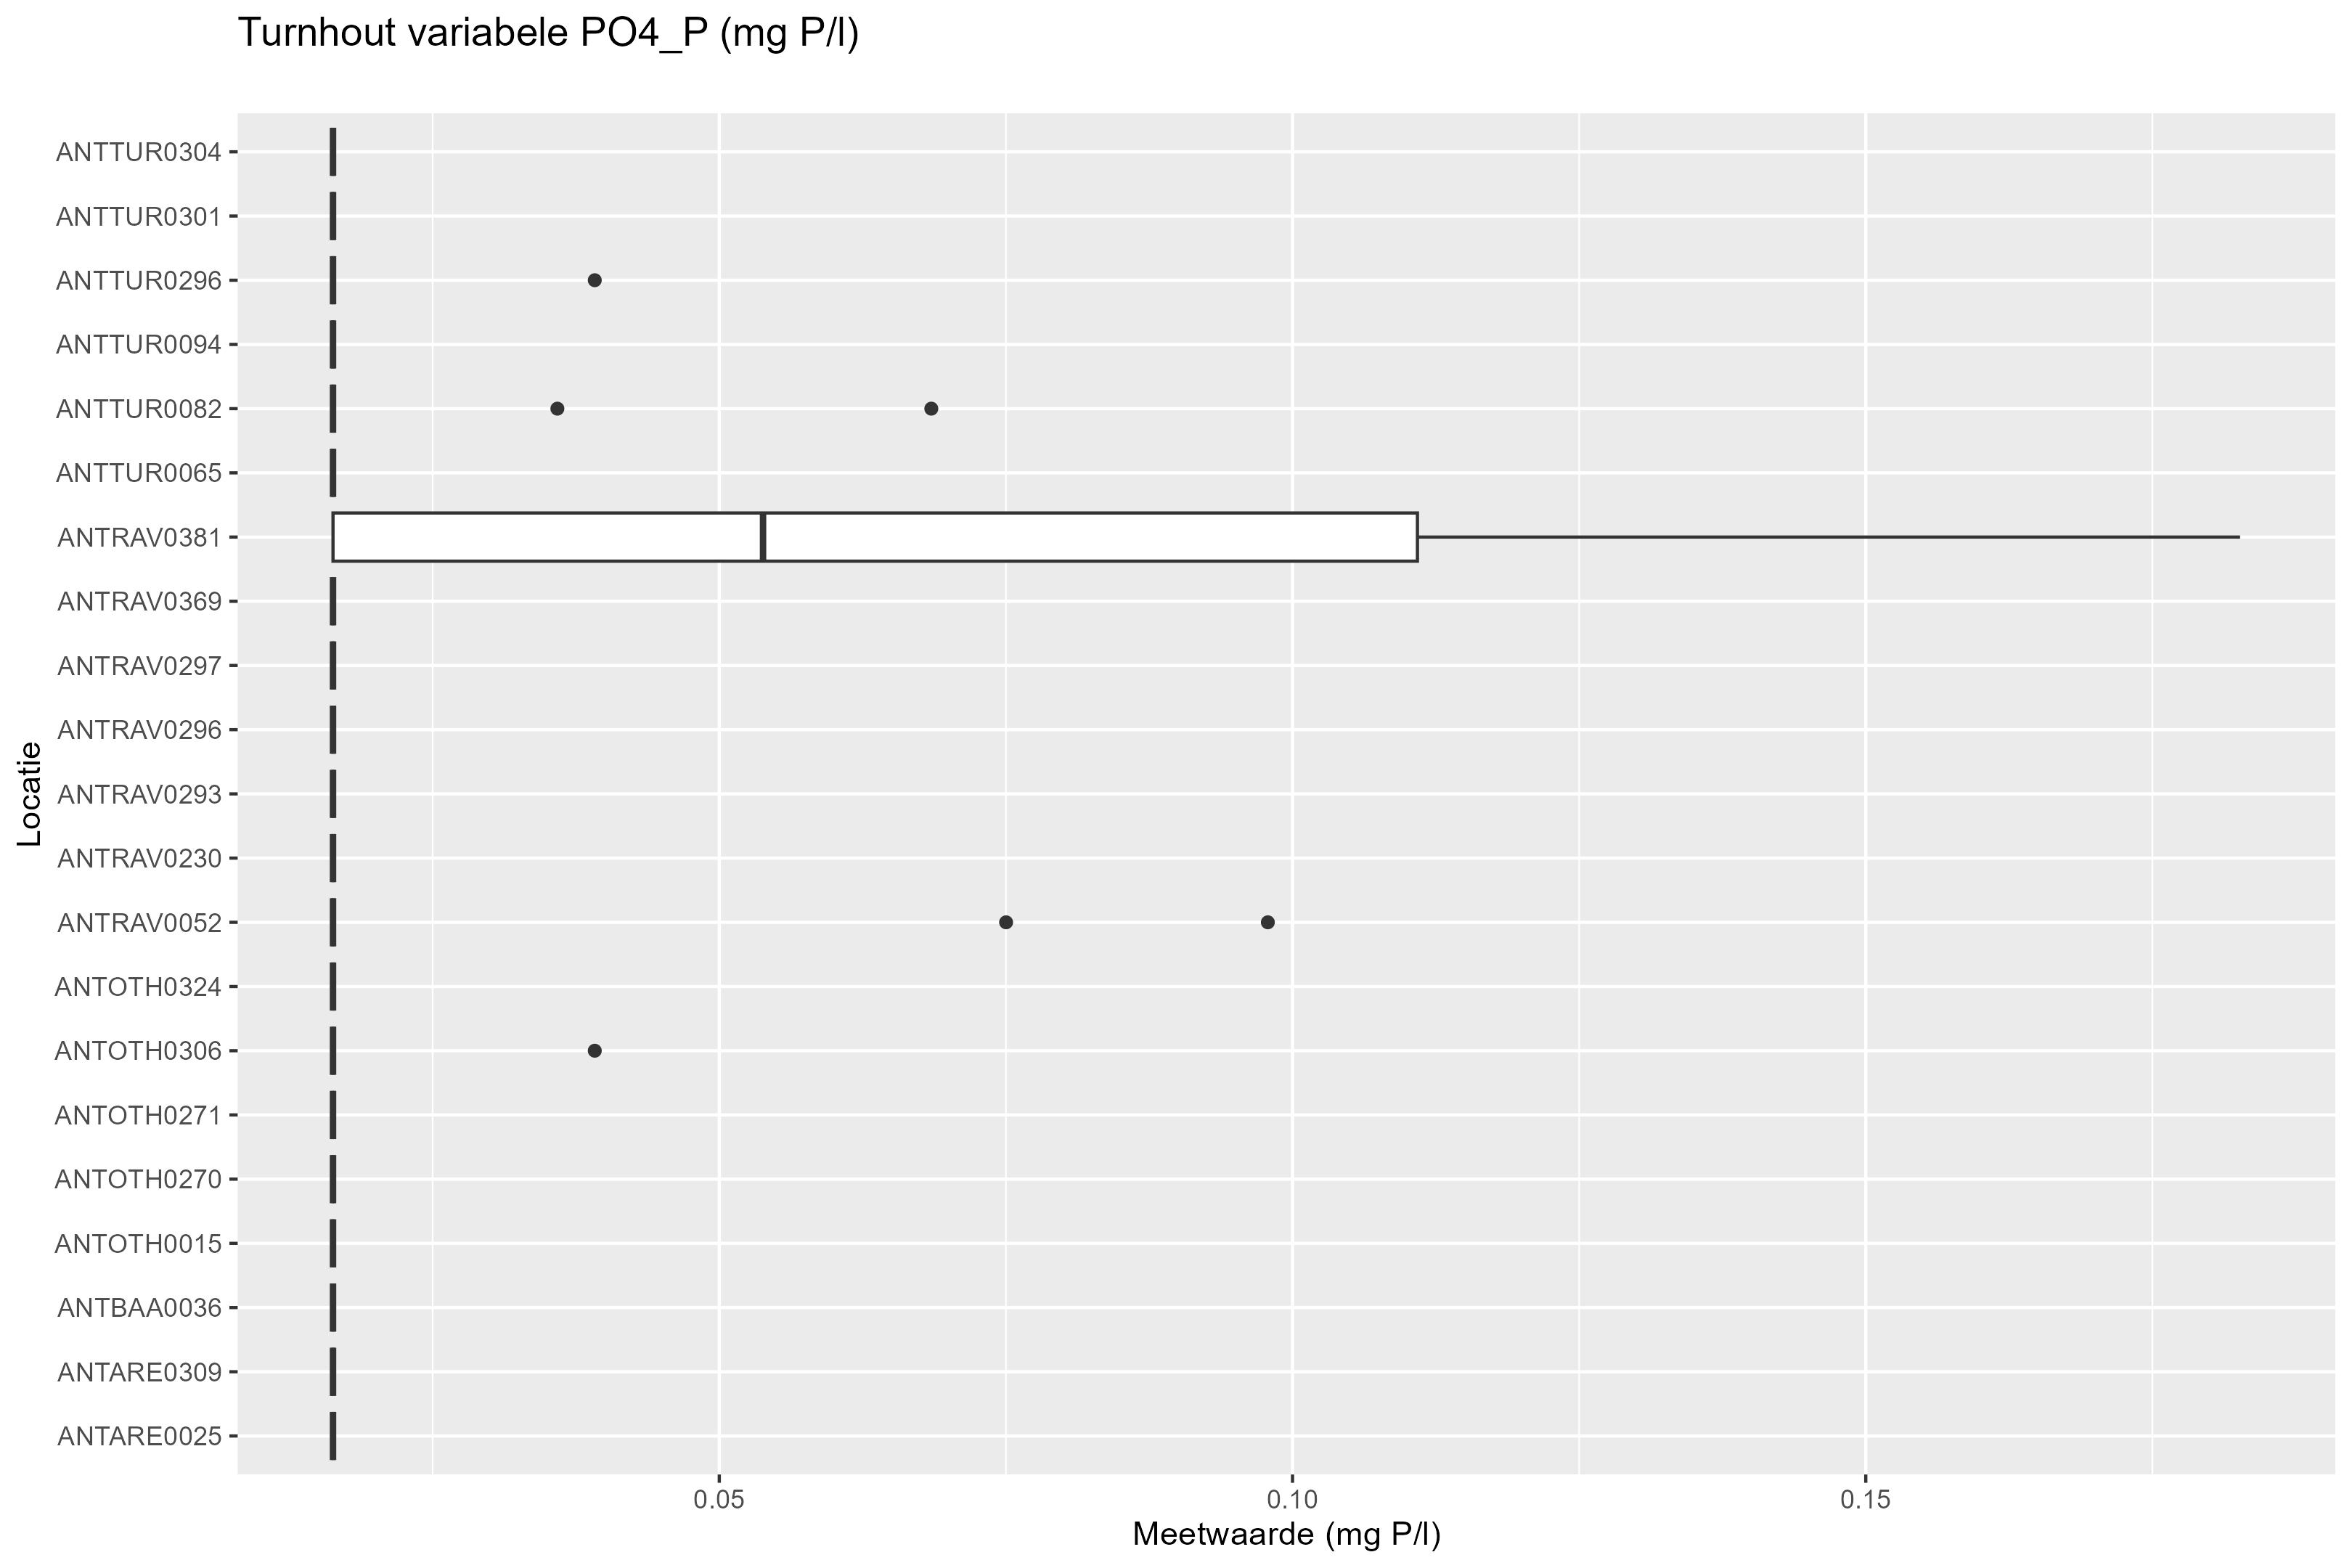 Turnhout variabele PO4_P (mg P/l)
ANTTUR0304
ANTTUR0301
ANTTUR0296
ANTTUR0094
ANTTUR0082
ANTTUR0065
ANTRAV0381
ANTRAV0369
ANTRAV0297
ANTRAV0296
ANTRAV0293
ANTRAV0230
ANTRAV0052
ANTOTH0324
ANTOTH0306
ANTOTH0271
ANTOTH0270
ANTOTH0015
ANTBAA0036
ANTARE0309
ANTARE0025
Locatie
0.05 0.10 0.15
Meetwaarde (mg P/l)